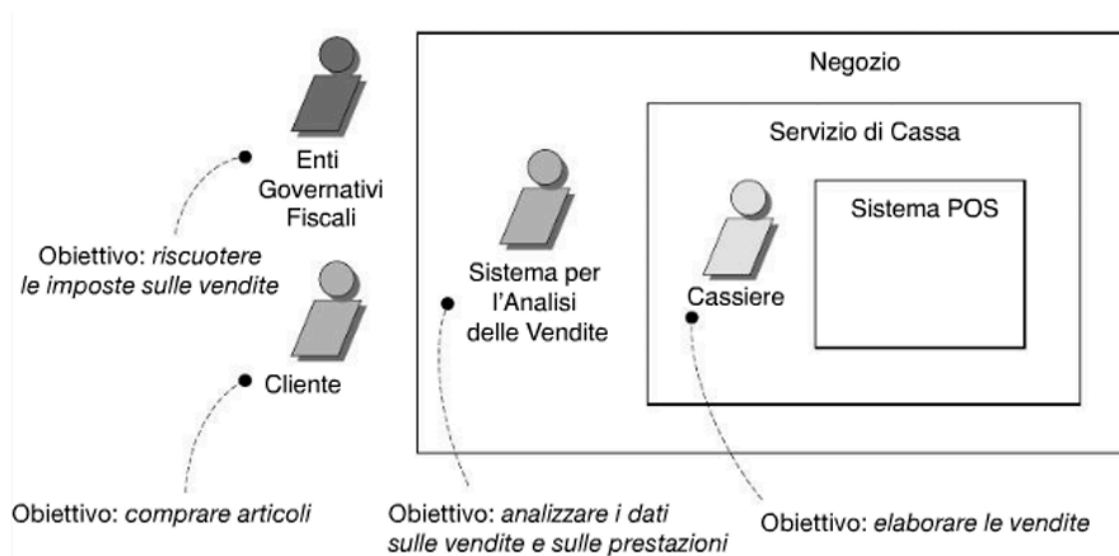 Negozio
Servizio di Cassa
Enti
Governativi
Fiscali
Sistema POS
Obiettivo: riscuotere
le imposte sulle vendite
Sistema per
l'Analisi
delle Vendite
Cassiere
Cliente
Obiettivo: comprare articoli
Obiettivo: analizzare i dati
sulle vendite e sulle prestazioni
Obiettivo: elaborare le vendite